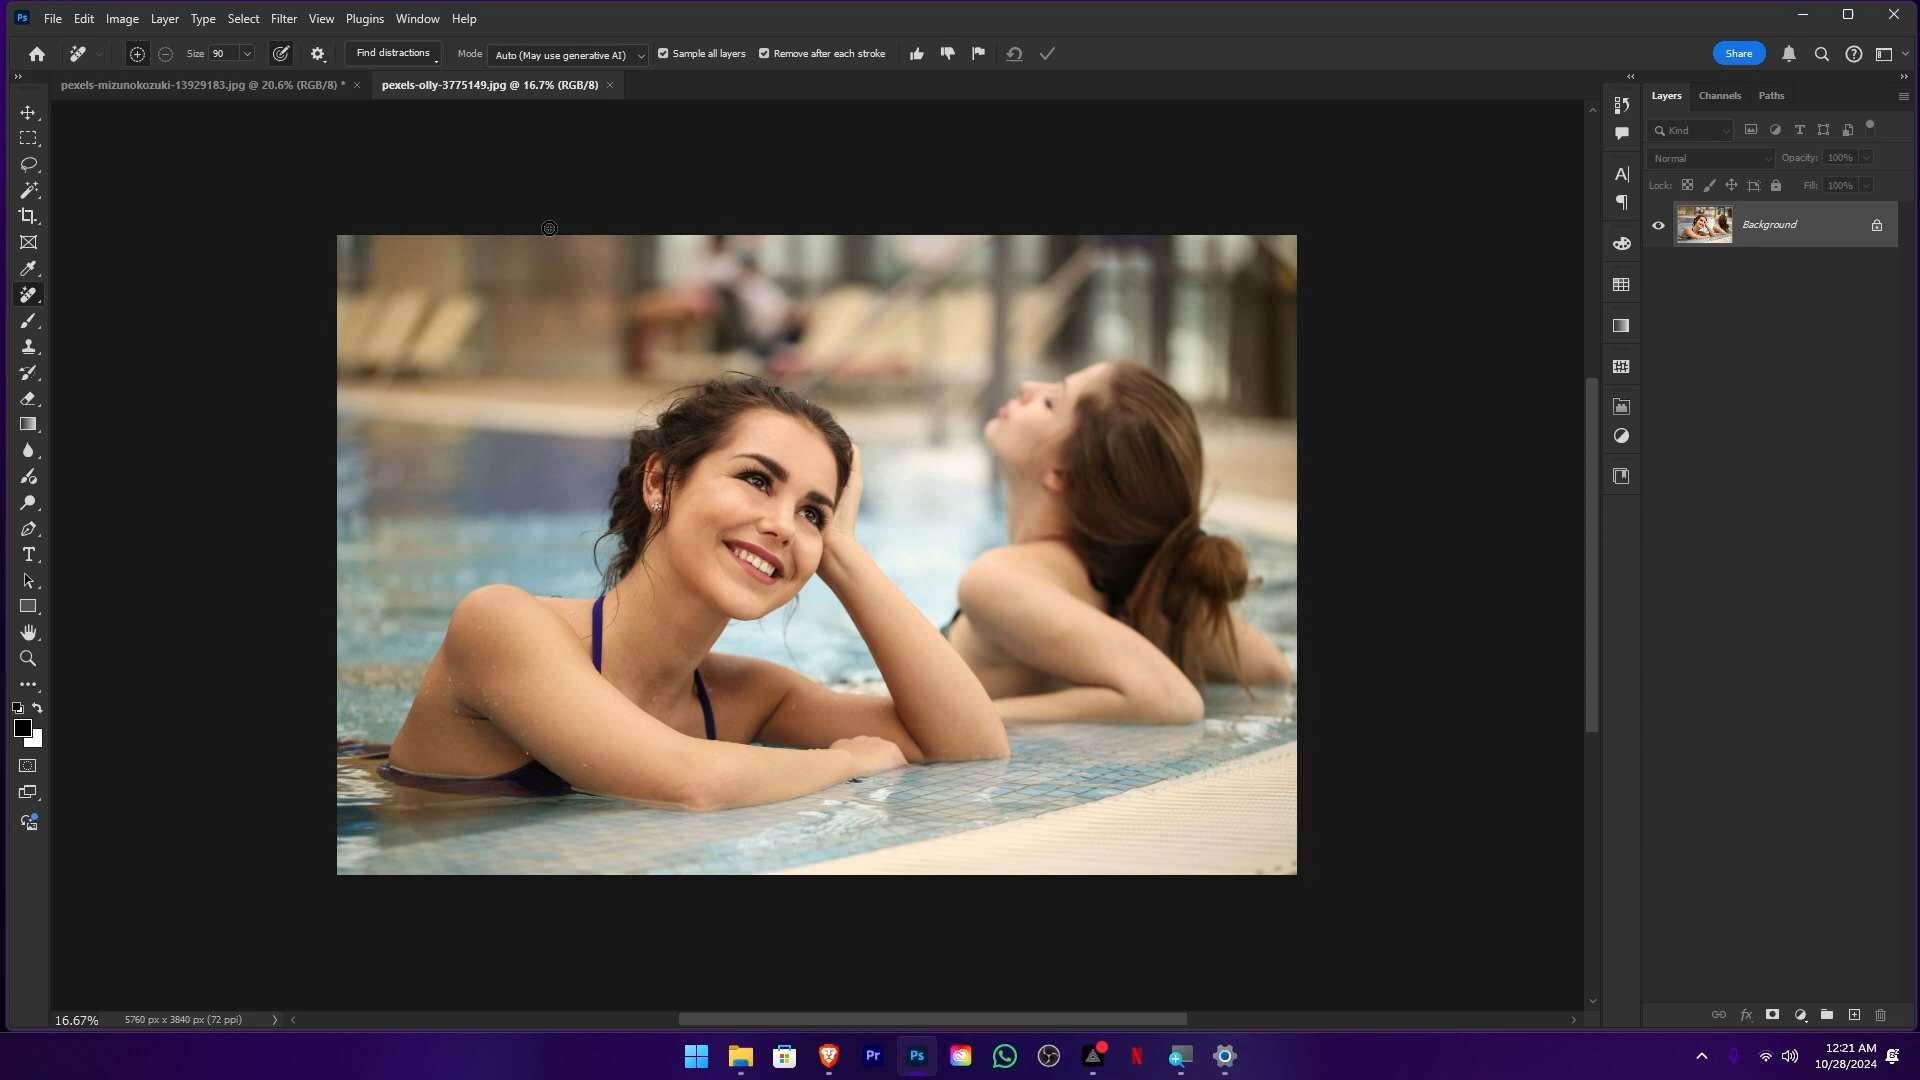 Ps File Edit Image Layer Type Select Filter View Plugins Window Help
Size 90 Find distractions Mode Auto (May use generative AI) Sample all layers Remove after each stroke Share
pexels-mizunokozuki-13929183.jpg @ 20.6% (RGB/8) * × pexels-olly-3775149.jpg @ 16.7% (RGB/8) ×
Layers Channels Paths
Kind
Normal Opacity: 100%
Lock: Fill: 100%
Background
16.67% 5760 px x 3840 px (72 ppi)
Pr Ps N
12:21 AM
10/28/2024